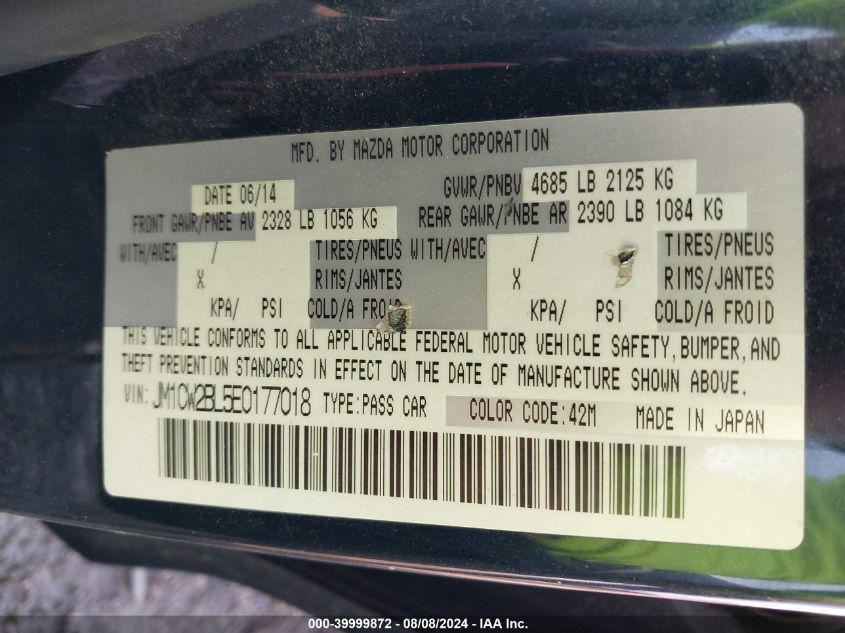 MFD. BY MAZDA MOTOR CORPORATION
DATE 06/14 GVWR/PNBV 4685 LB 2125 KG
FRONT GAWR/PNBE AV 2328 LB 1056 KG REAR GAWR/PNBE AR 2390 LB 1084 KG
WITH/AVEC / TIRES/PNEUS WITH/AVEC / TIRES/PNEUS
X RIMS/JANTES X RIMS/JANTES
KPA/ PSI COLD/A FROID KPA/ PSI COLD/A FROID
THIS VEHICLE CONFORMS TO ALL APPLICABLE FEDERAL MOTOR VEHICLE SAFETY, BUMPER, AND
THEFT PREVENTION STANDARDS IN EFFECT ON THE DATE OF MANUFACTURE SHOWN ABOVE.
VIN: JM1CW2BL5E0177018 TYPE:PASS CAR COLOR CODE:42M MADE IN JAPAN
000-39999872 - 08/08/2024 - IAA Inc.